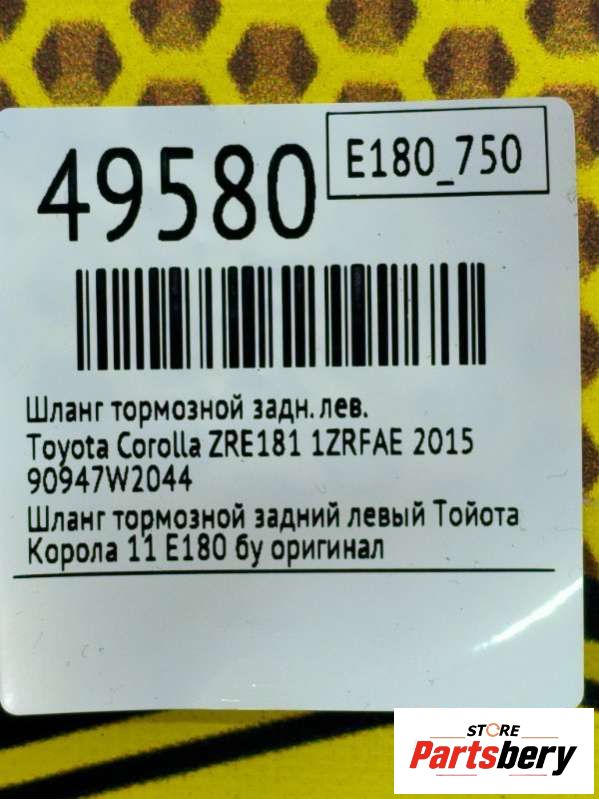 49580
E180_750
Шланг тормозной задн. лев.
Toyota Corolla ZRE181 1ZRFAE 2015
90947W2044
Шланг тормозной задний левый Тойота
Корола 11 Е180 бу оригинал
STORE
Partsbery